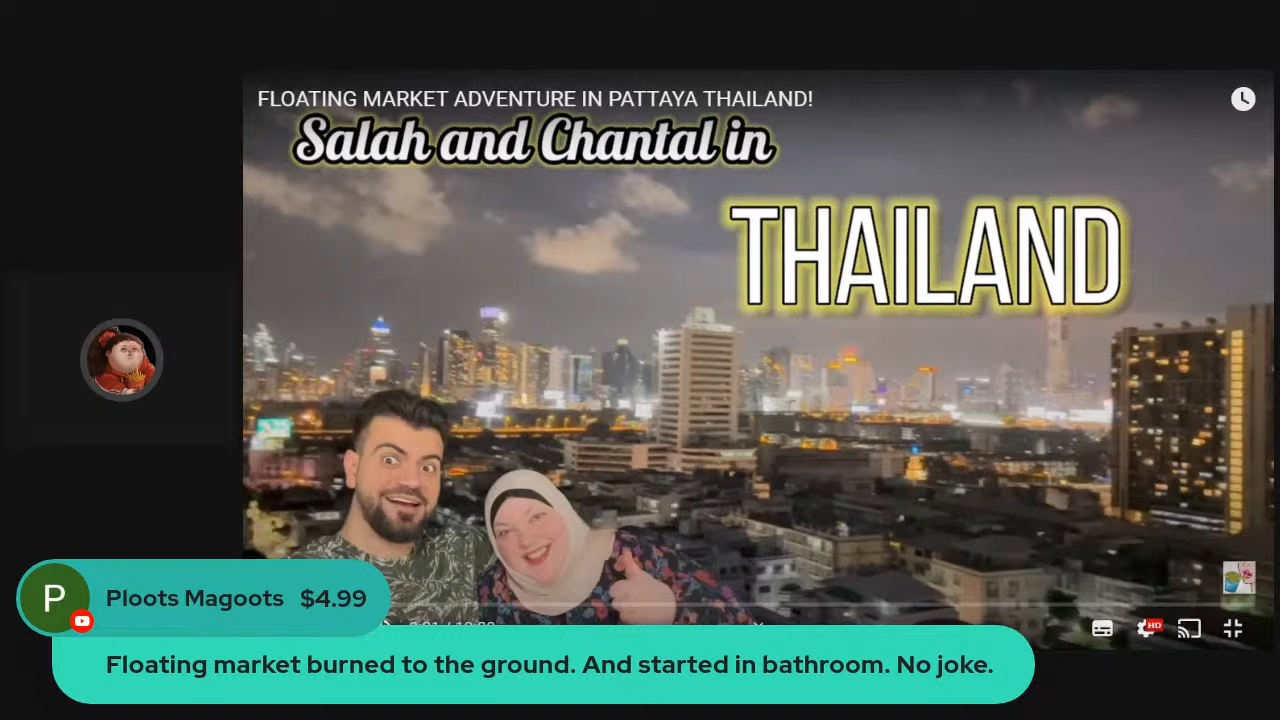 FLOATING MARKET ADVENTURE IN PATTAYA THAILAND!
Salah and Chantal in
THAILAND
P
Ploots Magoots $4.99
HD
Floating market burned to the ground. And started in bathroom. No joke.